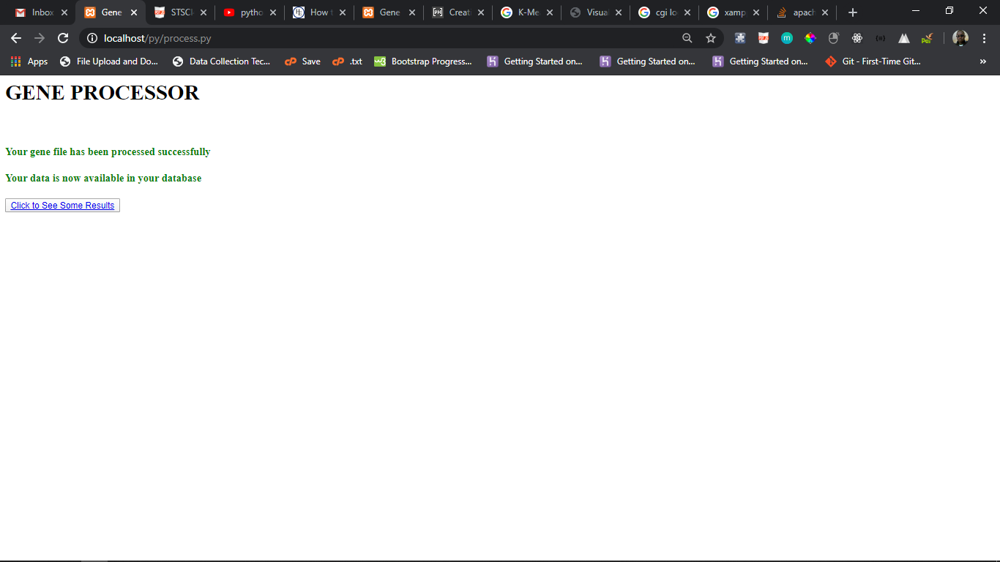 Inbox Gene STSCI pytho How t Gene Creat K-Me Visual cgi lo xamp apach
localhost/py/process.py
Apps File Upload and Do... Data Collection Tec... Save .txt Bootstrap Progress... Getting Started on... Getting Started on... Getting Started on... Git - First-Time Git... »
GENE PROCESSOR
Your gene file has been processed successfully
Your data is now available in your database
Click to See Some Results